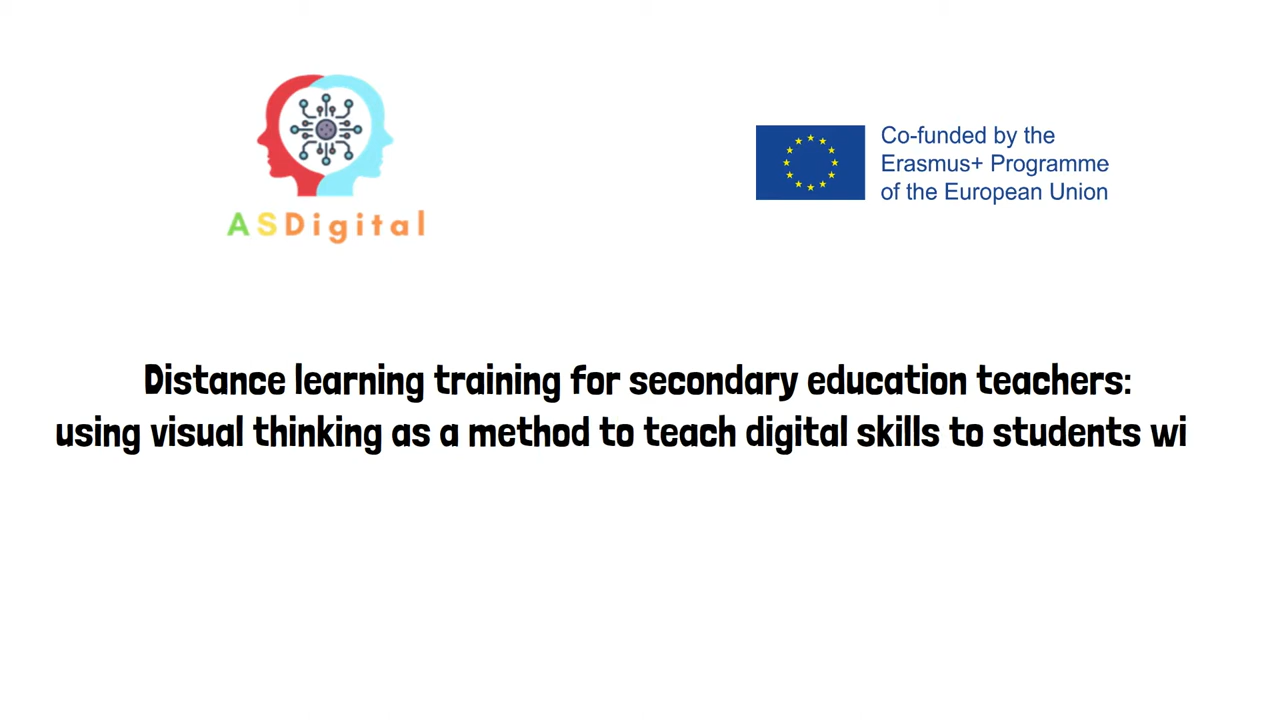 ASDigital
Co-funded by the
Erasmus+ Programme
of the European Union
Distance learning training for secondary education teachers:
using visual thinking as a method to teach digital skills to students wi